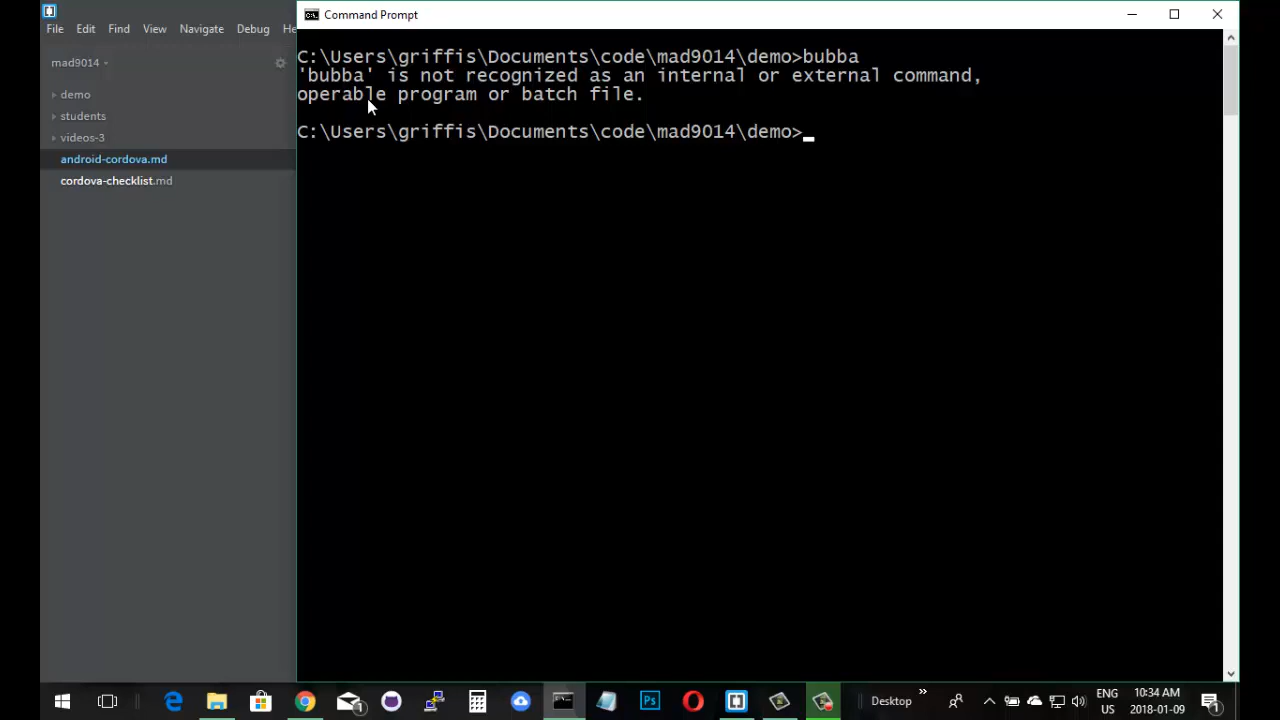 Command Prompt
File Edit Find View Navigate Debug He
mad9014
demo
students
videos-3
android-cordova.md
cordova-checklist.md
C:\Users\griffis\Documents\code\mad9014\demo>bubba
'bubba' is not recognized as an internal or external command,
operable program or batch file.
C:\Users\griffis\Documents\code\mad9014\demo>
Desktop
ENG
US
10:34 AM
2018-01-09